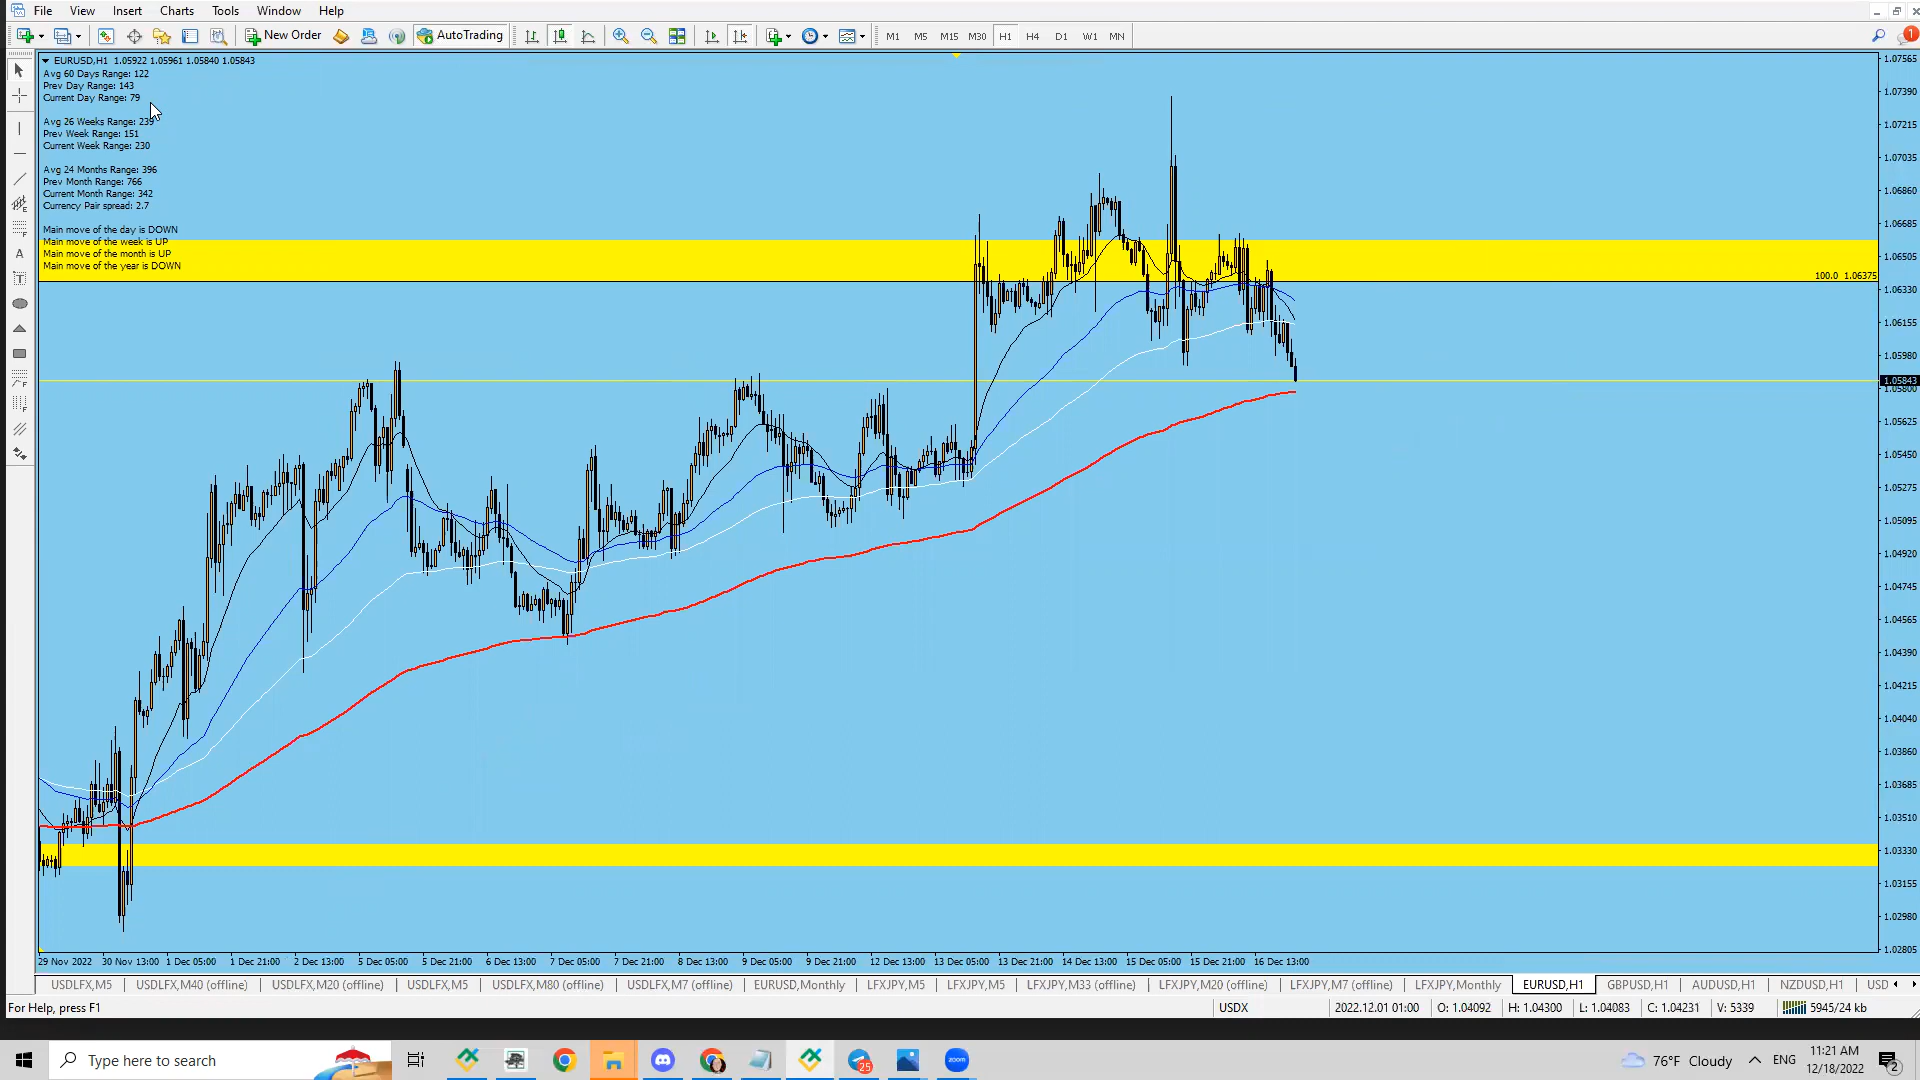 File View Insert Charts Tools Window Help
New Order AutoTrading M1 M5 M15 M30 H1 H4 D1 W1 MN 1
EURUSD,H1 1.05922 1.05961 1.05840 1.05843
Avg 60 Days Range: 122
Prev Day Range: 143
Current Day Range: 79
Avg 26 Weeks Range: 239
Prev Week Range: 151
Current Week Range: 230
Avg 24 Months Range: 396
Prev Month Range: 766
Current Month Range: 342
Currency Pair spread: 2.7
Main move of the day is DOWN
Main move of the week is UP
Main move of the month is UP
Main move of the year is DOWN
100.0 1.06375
1.07565
1.07390
1.07215
1.07035
1.06860
1.06685
1.06505
1.06330
1.06155
1.05980
1.05843
1.05800
1.05625
1.05450
1.05275
1.05095
1.04920
1.04745
1.04565
1.04390
1.04215
1.04040
1.03860
1.03685
1.03510
1.03330
1.03155
1.02980
1.02805
29 Nov 2022 30 Nov 13:00 1 Dec 05:00 1 Dec 21:00 2 Dec 13:00 5 Dec 05:00 5 Dec 21:00 6 Dec 13:00 7 Dec 05:00 7 Dec 21:00 8 Dec 13:00 9 Dec 05:00 9 Dec 21:00 12 Dec 13:00 13 Dec 05:00 13 Dec 21:00 14 Dec 13:00 15 Dec 05:00 15 Dec 21:00 16 Dec 13:00
USDLFX,M5 USDLFX,M40 (offline) USDLFX,M20 (offline) USDLFX,M5 USDLFX,M80 (offline) USDLFX,M7 (offline) EURUSD,Monthly LFXJPY,M5 LFXJPY,M5 LFXJPY,M33 (offline) LFXJPY,M20 (offline) LFXJPY,M7 (offline) LFXJPY,Monthly EURUSD,H1 GBPUSD,H1 AUDUSD,H1 NZDUSD,H1 USD
For Help, press F1 USDX 2022.12.01 01:00 O: 1.04092 H: 1.04300 L: 1.04083 C: 1.04231 V: 5339 5945/24 kb
Type here to search 25 zoom 76°F Cloudy ENG 11:21 AM
12/18/2022 2